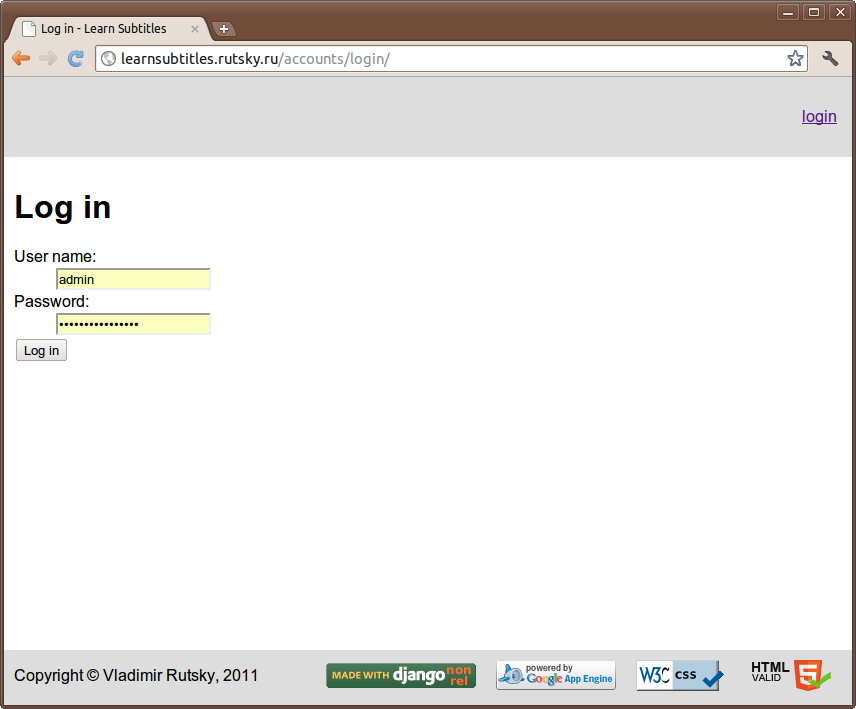 Log in - Learn Subtitles
learnsubtitles.rutsky.ru/accounts/login/
login
Log in
User name:
admin
Password:
••••••••••••••••
Log in
Copyright © Vladimir Rutsky, 2011
MADE WITH django non rel
powered by Google App Engine
W3C css
HTML VALID 5